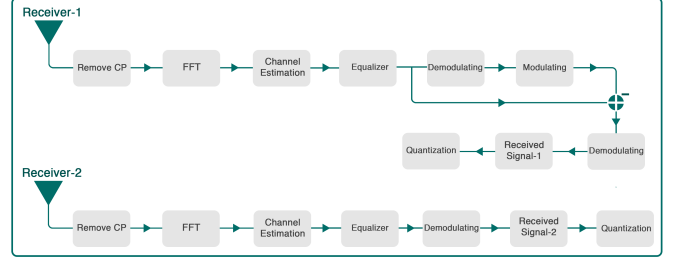 Receiver-1
Remove CP
FFT
Channel
Estimation
Equalizer
Demodulating
Modulating
Quantization
Received
Signal-1
Demodulating
Receiver-2
Remove CP
FFT
Channel
Estimation
Equalizer
Demodulating
Received
Signal-2
Quantization